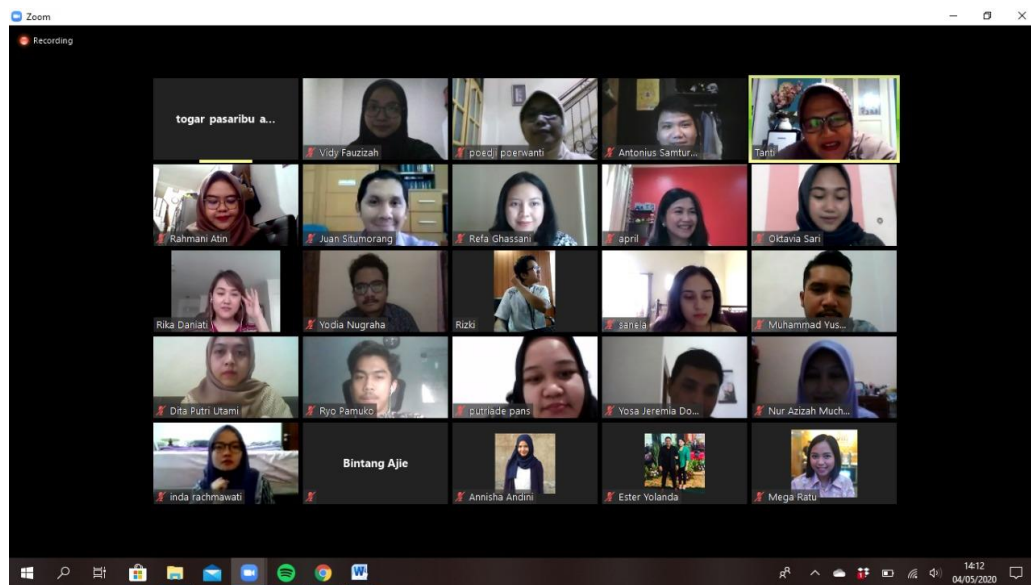 Zoom
Recording
togar pasaribu a...
Vidy Fauzizah
poedji poerwanti
Antonius Samtur...
Tanti
Rahmani Atin
Juan Situmorang
Refa Ghassani
april
Oktavia Sari
Rika Daniati
Yodia Nugraha
Rizki
sanela
Muhammad Yus...
Dita Putri Utami
Ryo Pamuko
putriade pans
Yosa Jeremia Do...
Nur Azizah Much...
inda rachmawati
Bintang Ajie
Annisha Andini
Ester Yolanda
Mega Ratu
14:12
04/05/2020